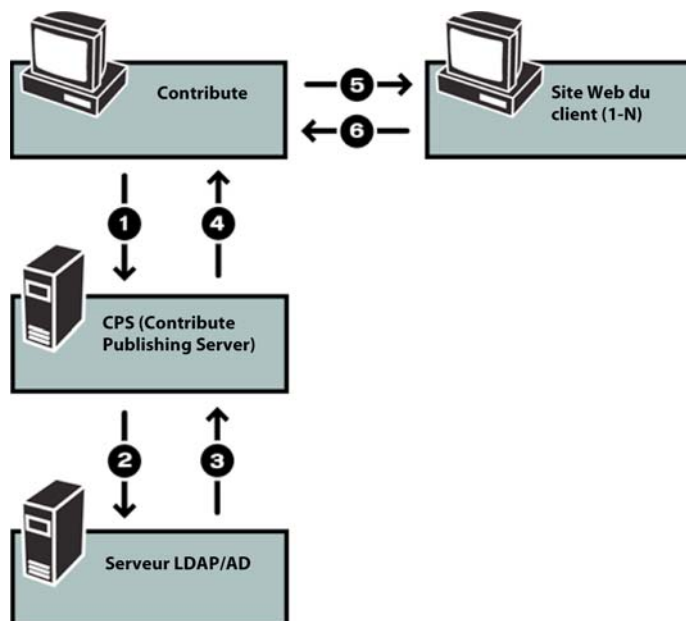 Contribute
5
Site Web du
client (1-N)
6
1
4
CPS (Contribute
Publishing Server)
2
3
Serveur LDAP/AD